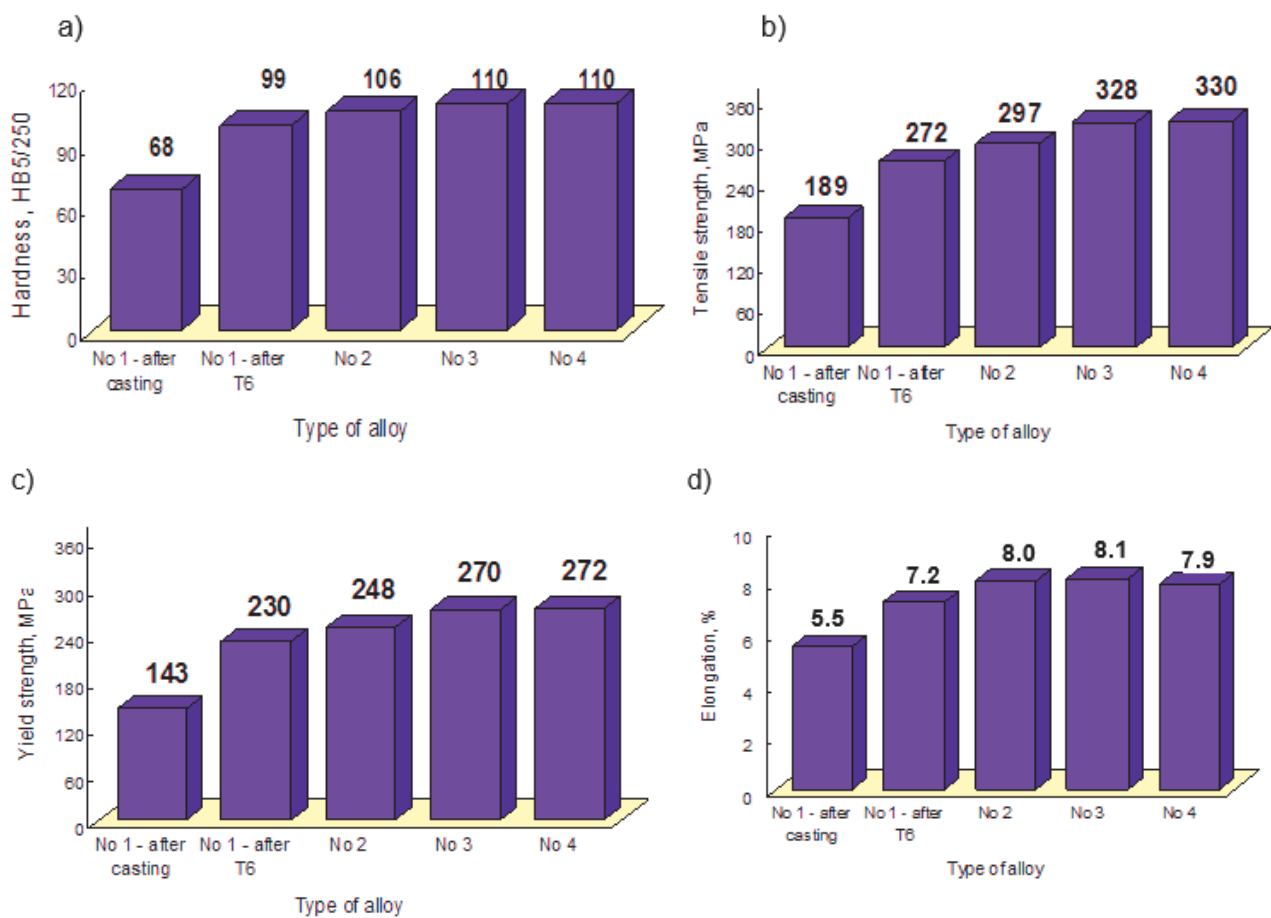 a)
Hardness, HB5/250
120
90
60
30
0
68
99
106
110
110
No 1 - after casting
No 1 - after T6
No 2
No 3
No 4
Type of alloy
b)
Tensile strength, MPa
360
300
240
180
120
60
0
189
272
297
328
330
No 1 - after casting
No 1 - after T6
No 2
No 3
No 4
Type of alloy
c)
Yield strength, MPa
360
300
240
180
120
60
0
143
230
248
270
272
No 1 - after casting
No 1 - after T6
No 2
No 3
No 4
Type of alloy
d)
Elongation, %
10
8
6
4
2
0
5.5
7.2
8.0
8.1
7.9
No 1 - after casting
No 1 - after T6
No 2
No 3
No 4
Type of alloy